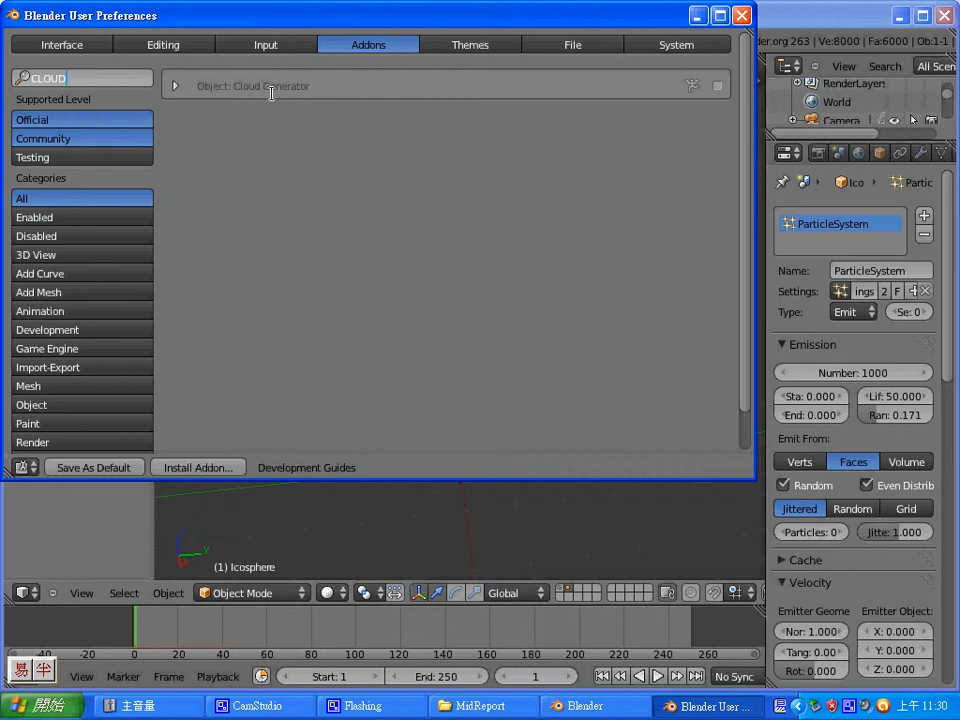 Blender User Preferences
der.org 263 | Ve:8000 | Fa:6000 | Ob:1-1 |
Interface Editing Input Addons Themes File System
View Search All Scen
CLOUD
Object: Cloud Generator
RenderLayers
World
Camera
Supported Level
Official
Community
Testing
Categories
All
Enabled
Disabled
3D View
Add Curve
Add Mesh
Animation
Development
Game Engine
Import-Export
Mesh
Object
Paint
Render
Save As Default Install Addon... Development Guides
Ico Partic
ParticleSystem
Name: ParticleSystem
Settings: ings 2 F
Type: Emit Se: 0
Emission
Number: 1000
Sta: 0.000 Lif: 50.000
End: 0.000 Ran: 0.171
Emit From:
Verts Faces Volume
Random Even Distrib
Jittered Random Grid
Particles: 0 Jitte: 1.000
Cache
Velocity
Emitter Geome Emitter Object:
Nor: 1.000 X: 0.000
Tang: 0.00 Y: 0.000
Rot: 0.000 Z: 0.000
y
(1) Icosphere
View Select Object Object Mode Global
-40 -20 0 20 40 60 80 100 120 140 160 180 200 220 240 260
易 半
View Marker Frame Playback Start: 1 End: 250 1 No Sync
開始 主音量 CamStudio Flashing MidReport Blender Blender User ... 上午 11:30